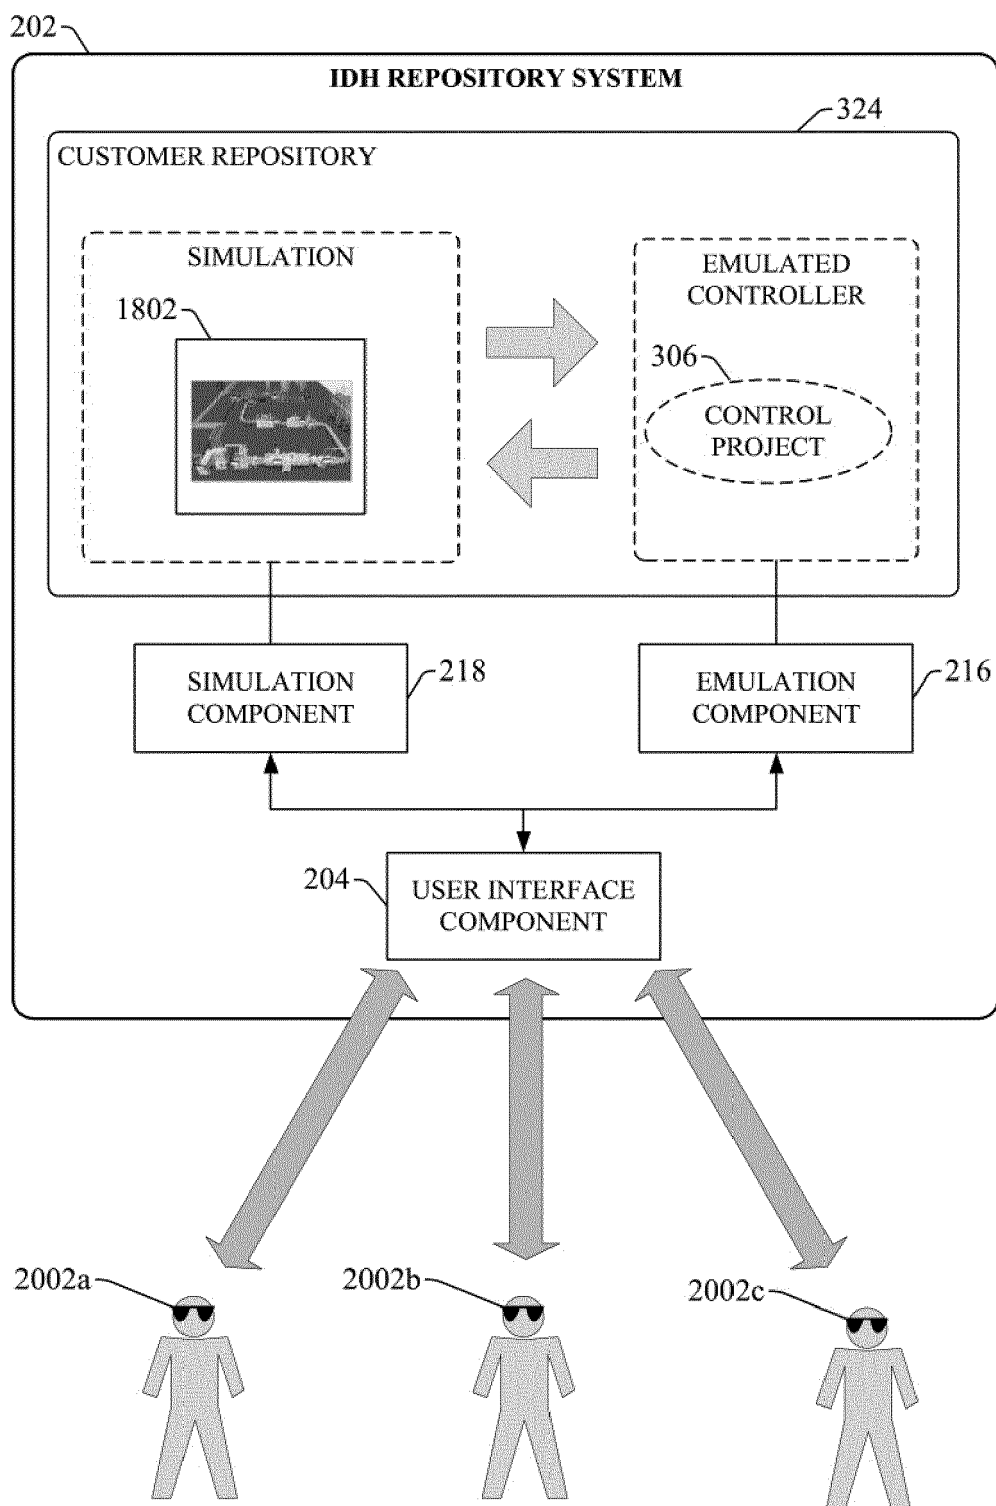 202
IDH REPOSITORY SYSTEM
324
CUSTOMER REPOSITORY
SIMULATION
1802
EMULATED
CONTROLLER
306
CONTROL
PROJECT
SIMULATION
COMPONENT
218
EMULATION
COMPONENT
216
204
USER INTERFACE
COMPONENT
2002a
2002b
2002c